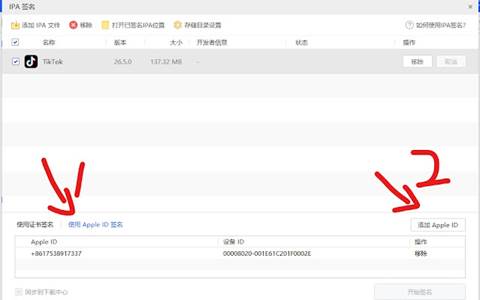 IPA 签名
添加 IPA 文件 移除 打开已签名IPA位置 存储目录设置 如何使用IPA签名?
名称 版本 大小 开发者信息 状态 操作
TikTok 26.5.0 137.32 MB - 移除 取消
1 2
使用证书签名 使用 Apple ID 签名 添加 Apple ID
Apple ID 设备 ID 操作
+8617538917337 00008020-001E61C201F0002E 移除
同步到下载中心 开始签名